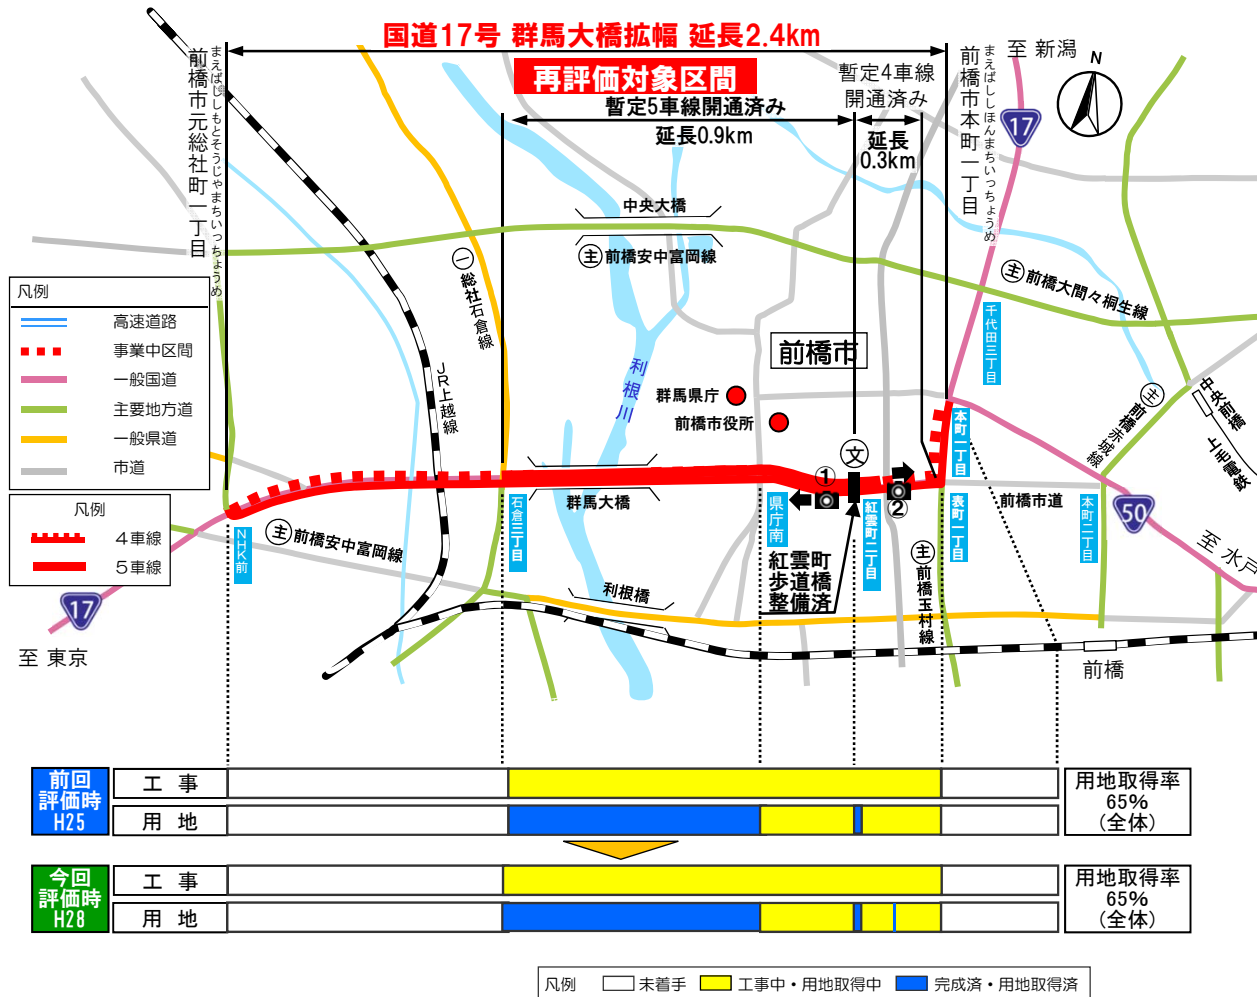 国道17号 群馬大橋拡幅 延長2.4km
再評価対象区間
暫定5車線開通済み
延長0.9km
暫定4車線
開通済み
延長
0.3km
前橋市元総社町一丁目
まえばししもとそうじゃまちいっちょうめ
前橋市本町一丁目
まえばししほんまちいっちょうめ
至 新潟
N
17
中央大橋
主 前橋安中富岡線
一 総社石倉線
主 前橋大間々桐生線
千代田三丁目
凡例
高速道路
事業中区間
一般国道
主要地方道
一般県道
市道
凡例
4車線
5車線
JR上越線
利根川
前橋市
群馬県庁
前橋市役所
主 前橋赤城線
中央前橋
上毛電鉄
本町一丁目
文
①
②
群馬大橋
石倉三丁目
県庁南
紅雲町二丁目
表町一丁目
前橋市道
本町二丁目
50
至 水戸
NHK前
主 前橋安中富岡線
紅雲町
歩道橋
整備済
主 前橋玉村線
利根橋
17
至 東京
前橋
前回
評価時
H25
工 事
用 地
用地取得率
65%
(全体)
今回
評価時
H28
工 事
用 地
用地取得率
65%
(全体)
凡例 未着手 工事中・用地取得中 完成済・用地取得済